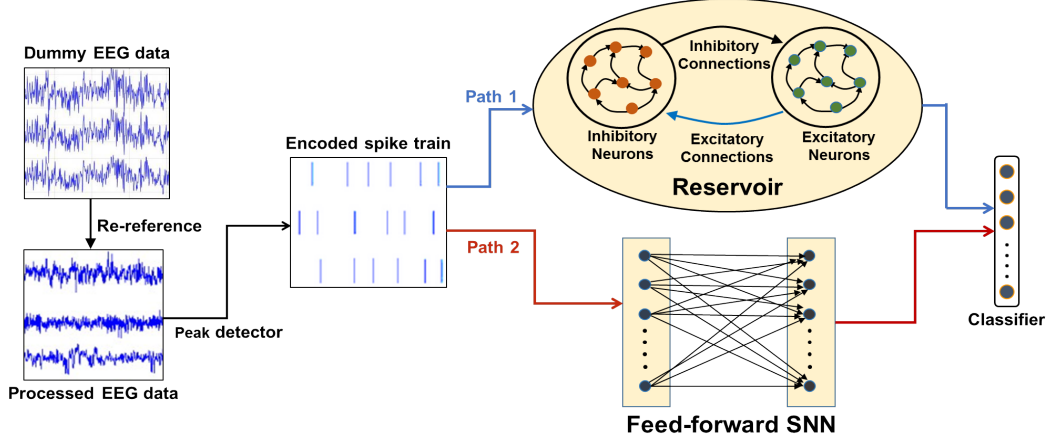 Dummy EEG data
Re-reference
Processed EEG data
Peak detector
Encoded spike train
Path 1
Path 2
Inhibitory
Connections
Inhibitory
Neurons
Excitatory
Connections
Excitatory
Neurons
Reservoir
Feed-forward SNN
Classifier